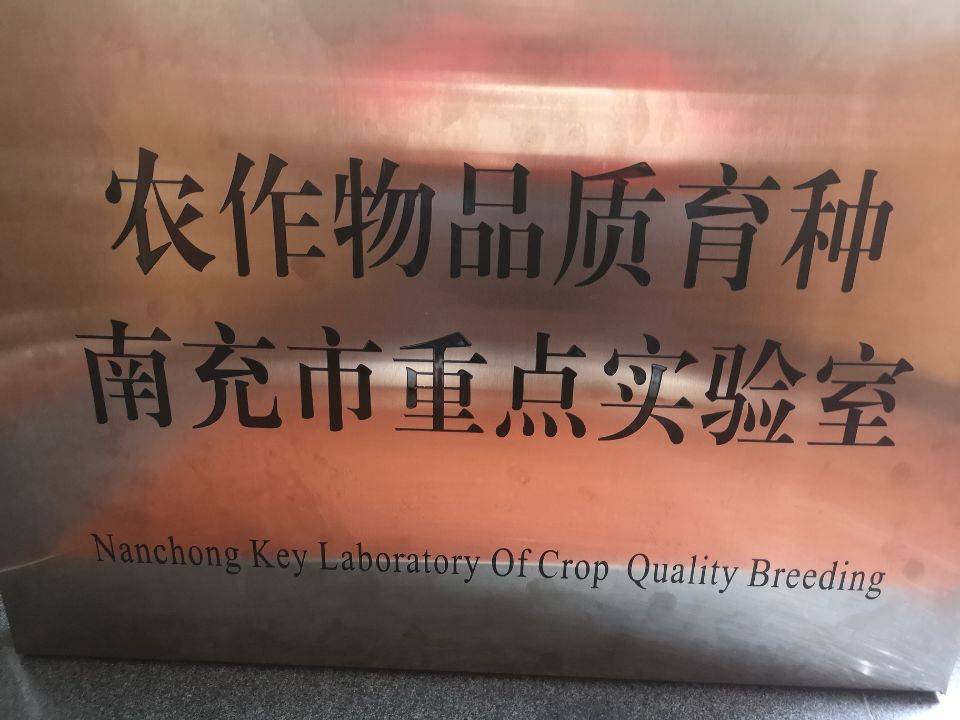 农作物品质育种
南充市重点实验室
Nanchong Key Laboratory Of Crop Quality Breeding